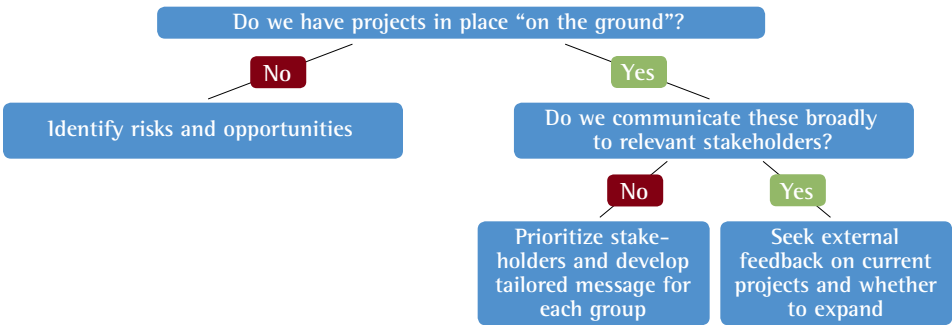 Do we have projects in place “on the ground”?
No
Yes
Identify risks and opportunities
Do we communicate these broadly
to relevant stakeholders?
No
Yes
Prioritize stake-
holders and develop
tailored message for
each group
Seek external
feedback on current
projects and whether
to expand